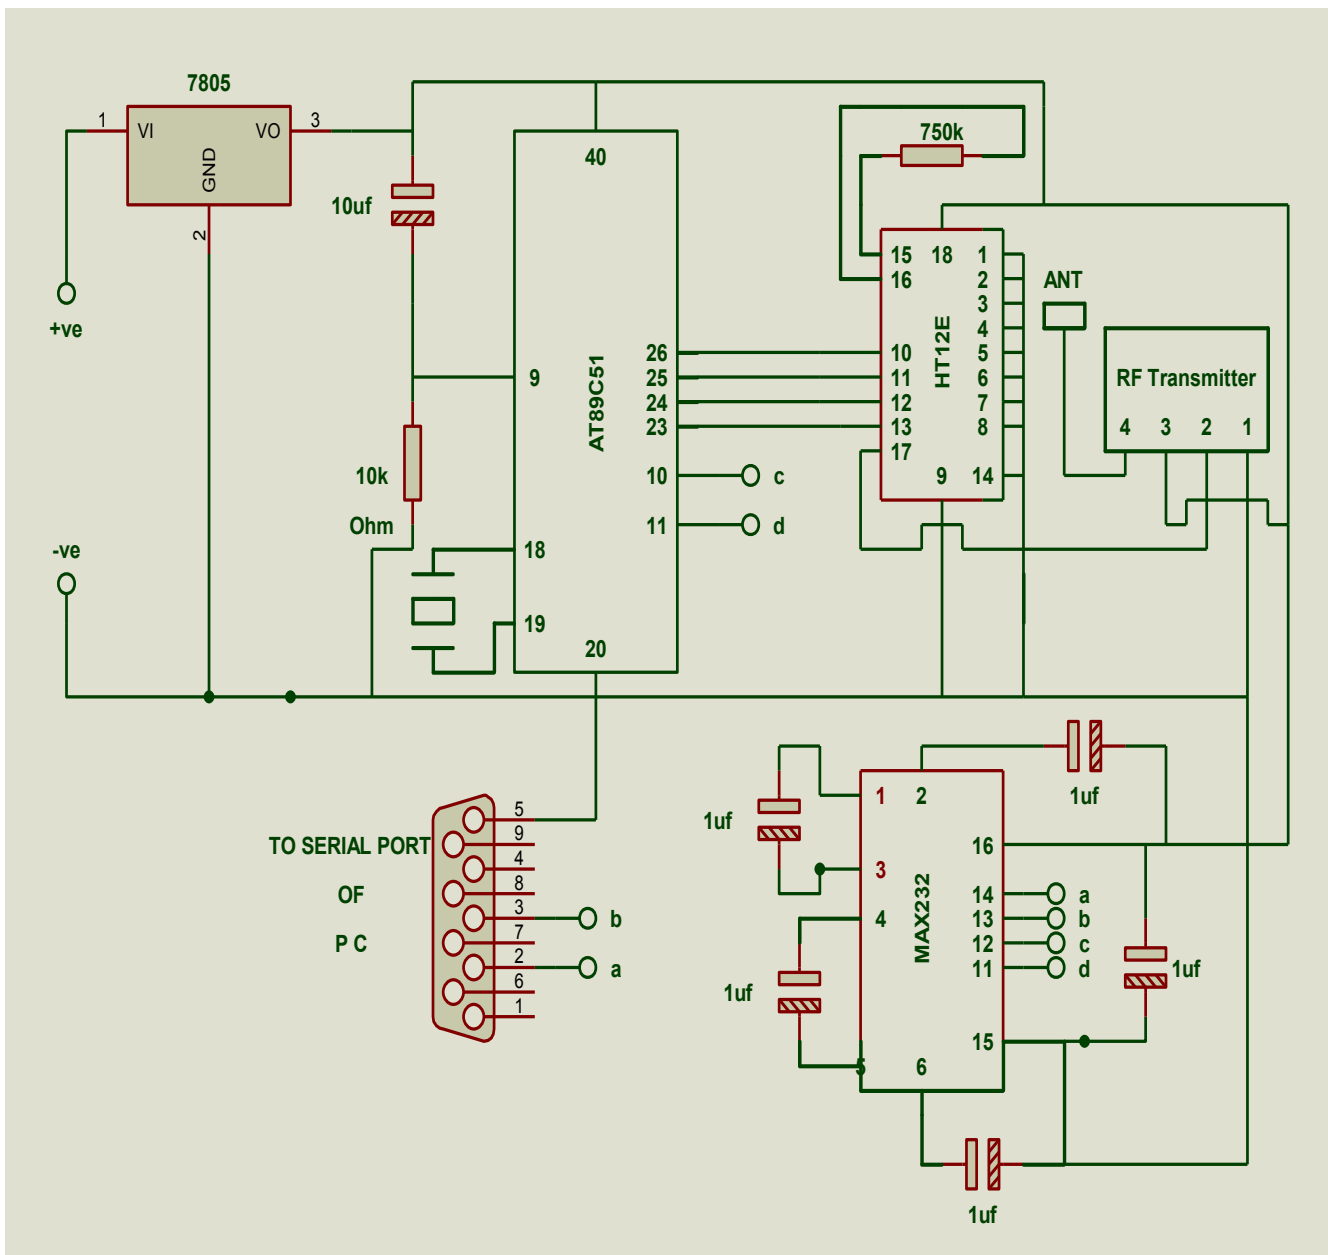 7805
1 VI VO 3
GND
2
+ve
-ve
10uf
10k
Ohm
40
9
AT89C51
26
25
24
23
10 c
11 d
18
19
20
750k
15 18 1
16 2
3
4
10 5
11 6
12 7
13 8
17
9 14
HT12E
ANT
RF Transmitter
4 3 2 1
TO SERIAL PORT
OF
P C
5
9
4
8
3 b
7
2 a
6
1
1uf
1uf
1 2
3
4
5 6
MAX232
16
14 a
13 b
12 c
11 d
15
1uf
1uf
1uf